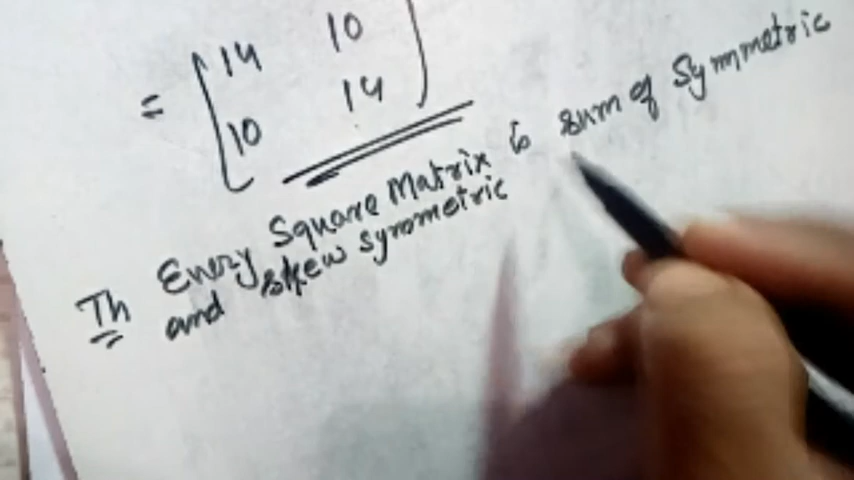 14 10
= 10 14
Th Every Square Matrix is sum of Symmetric
and skew symmetric